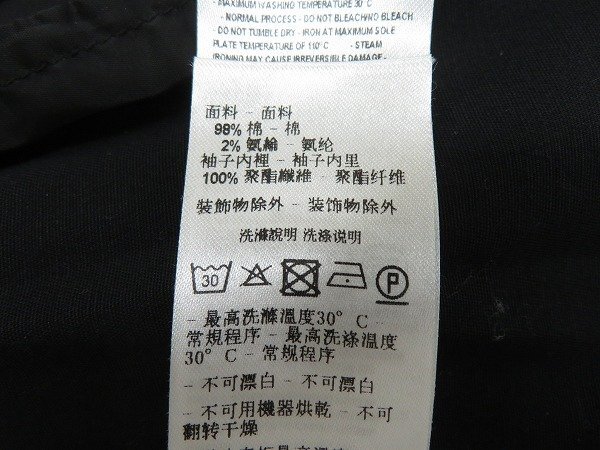 - MAXIMUM WASHING TEMPERATURE 30°C
- NORMAL PROCESS - DO NOT BLEACHING BLEACH
- DO NOT TUMBLE DRY - IRON AT MAXIMUM SOLE
PLATE TEMPERATURE OF 110°C - STEAM
IRONING MAY CAUSE IRREVERSIBLE DAMAGE -
面料 - 面料
98% 棉 - 棉
2% 氨綸 - 氨纶
袖子内裡 - 袖子内里
100% 聚酯纖維 - 聚酯纤维
装飾物除外 - 装饰物除外
洗滌說明 洗涤说明
30
P
- 最高洗滌溫度30° C
常規程序 - 最高洗涤温度
30° C - 常规程序
- 不可漂白 - 不可漂白
- 不可用機器烘乾 - 不可
翻转干燥